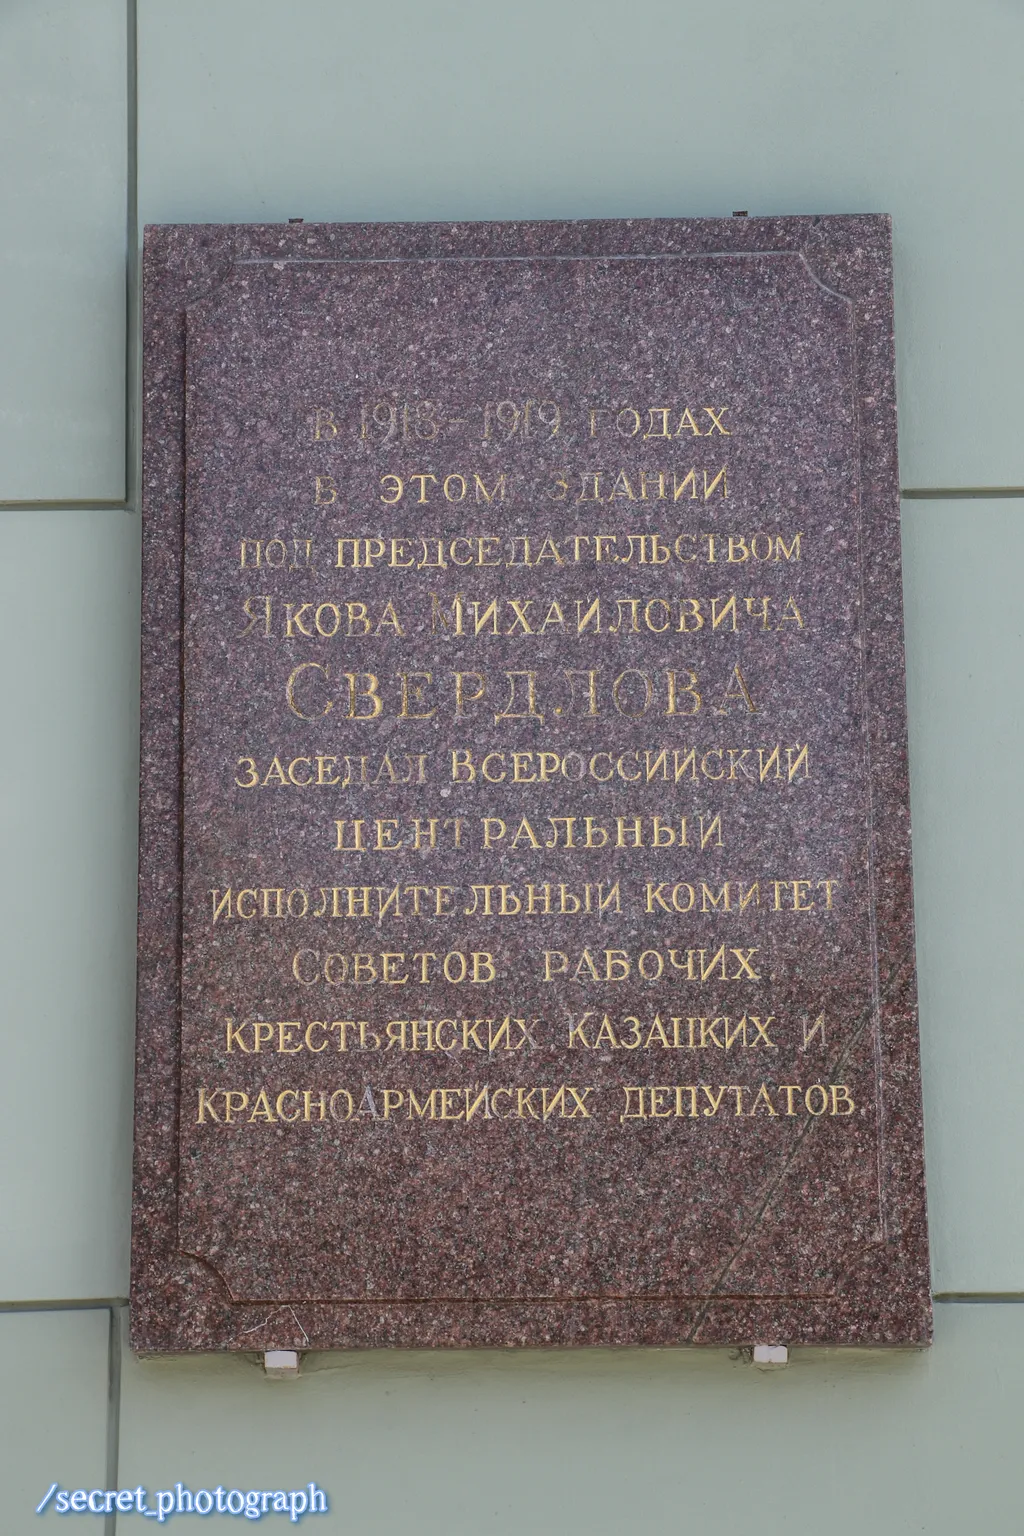 В 1918-1919 ГОДАХ
В ЭТОМ ЗДАНИИ
ПОД ПРЕДСЕДАТЕЛЬСТВОМ
ЯКОВА МИХАЙЛОВИЧА
СВЕРДЛОВА
ЗАСЕДАЛ ВСЕРОССИЙСКИЙ
ЦЕНТРАЛЬНЫЙ
ИСПОЛНИТЕЛЬНЫЙ КОМИТЕТ
СОВЕТОВ РАБОЧИХ
КРЕСТЬЯНСКИХ КАЗАЦКИХ И
КРАСНОАРМЕЙСКИХ ДЕПУТАТОВ
/secret_photograph